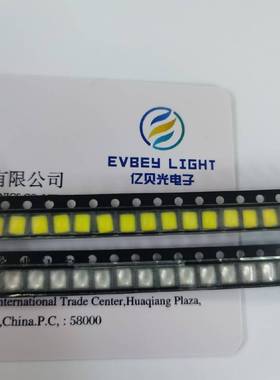 EVBEY LIGHT
有限公司
亿贝光电子
International Trade Center,Huaqiang Plaza,
,China.P.C, : 58000